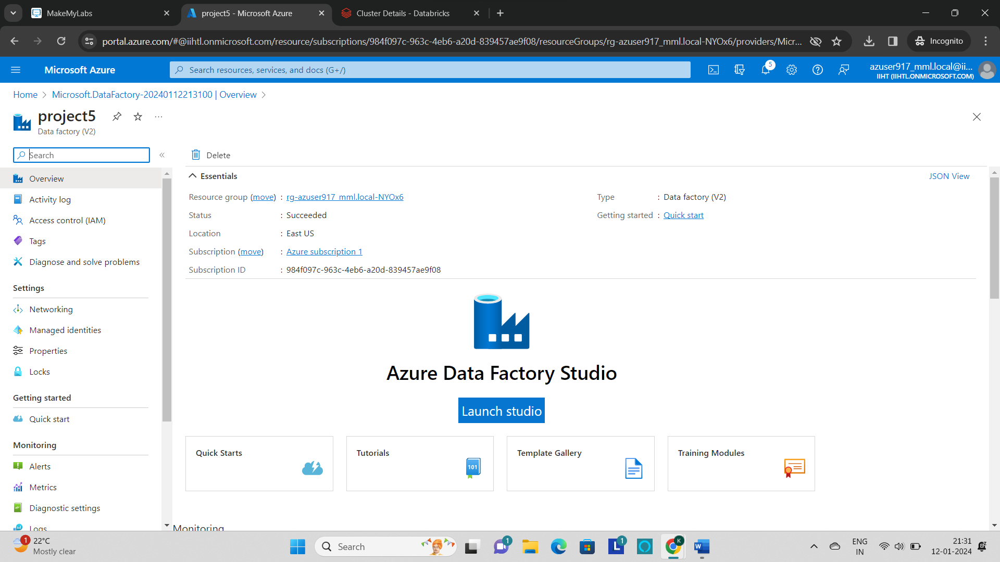 MakeMyLabs
project5 - Microsoft Azure
Cluster Details - Databricks
portal.azure.com/#@iihtl.onmicrosoft.com/resource/subscriptions/984f097c-963c-4eb6-a20d-839457ae9f08/resourceGroups/rg-azuser917_mml.local-NYOx6/providers/Micr...
Incognito
Microsoft Azure
Search resources, services, and docs (G+/)
5
azuser917_mml.local@ii...
IIHT (IIHTL.ONMICROSOFT.COM)
Home > Microsoft.DataFactory-20240112213100 | Overview >
project5
Data factory (V2)
Search
Delete
Overview
Activity log
Access control (IAM)
Tags
Diagnose and solve problems
Settings
Networking
Managed identities
Properties
Locks
Getting started
Quick start
Monitoring
Alerts
Metrics
Diagnostic settings
Logs
Essentials
JSON View
Resource group (move) : rg-azuser917_mml.local-NYOx6
Status : Succeeded
Location : East US
Subscription (move) : Azure subscription 1
Subscription ID : 984f097c-963c-4eb6-a20d-839457ae9f08
Type : Data factory (V2)
Getting started : Quick start
Azure Data Factory Studio
Launch studio
Quick Starts
Tutorials
101
Template Gallery
Training Modules
Monitoring
1
22°C
Mostly clear
Search
1
L
1
K
W
ENG
IN
21:31
12-01-2024